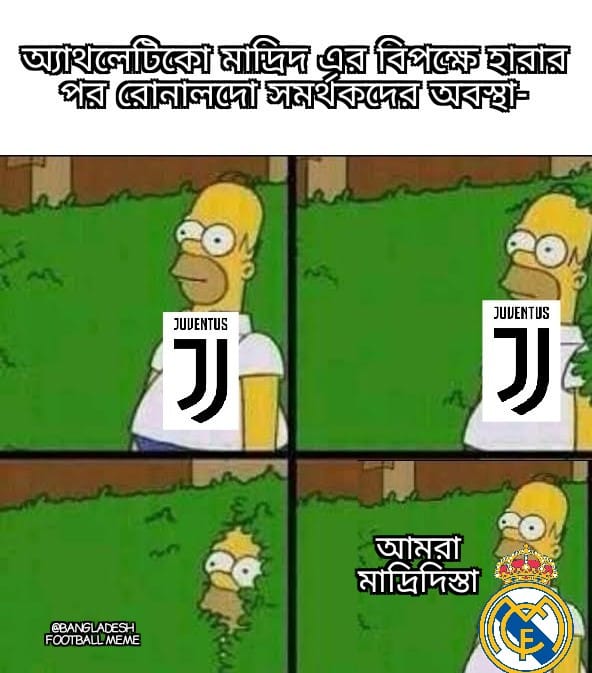 অ্যাথলেটিকো মাদ্রিদ এর বিপক্ষে হারার
পর রোনালদো সমর্থকদের অবস্থা-
JUVENTUS
JUVENTUS
আমরা
মাদ্রিদিস্তা
@BANGLADESH
FOOTBALL MEME